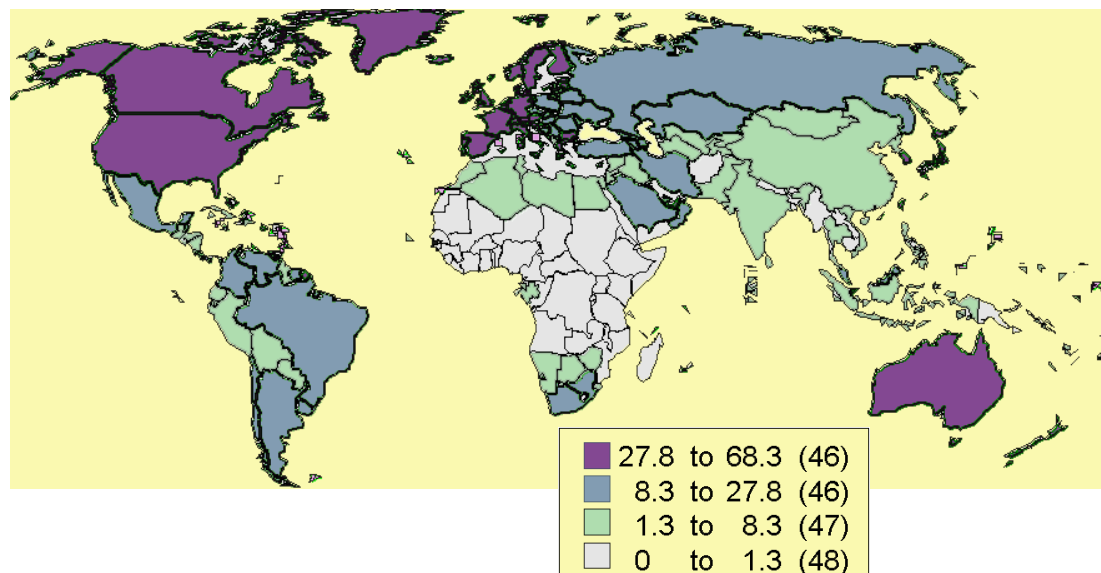 27.8 to 68.3 (46)
8.3 to 27.8 (46)
1.3 to 8.3 (47)
0 to 1.3 (48)